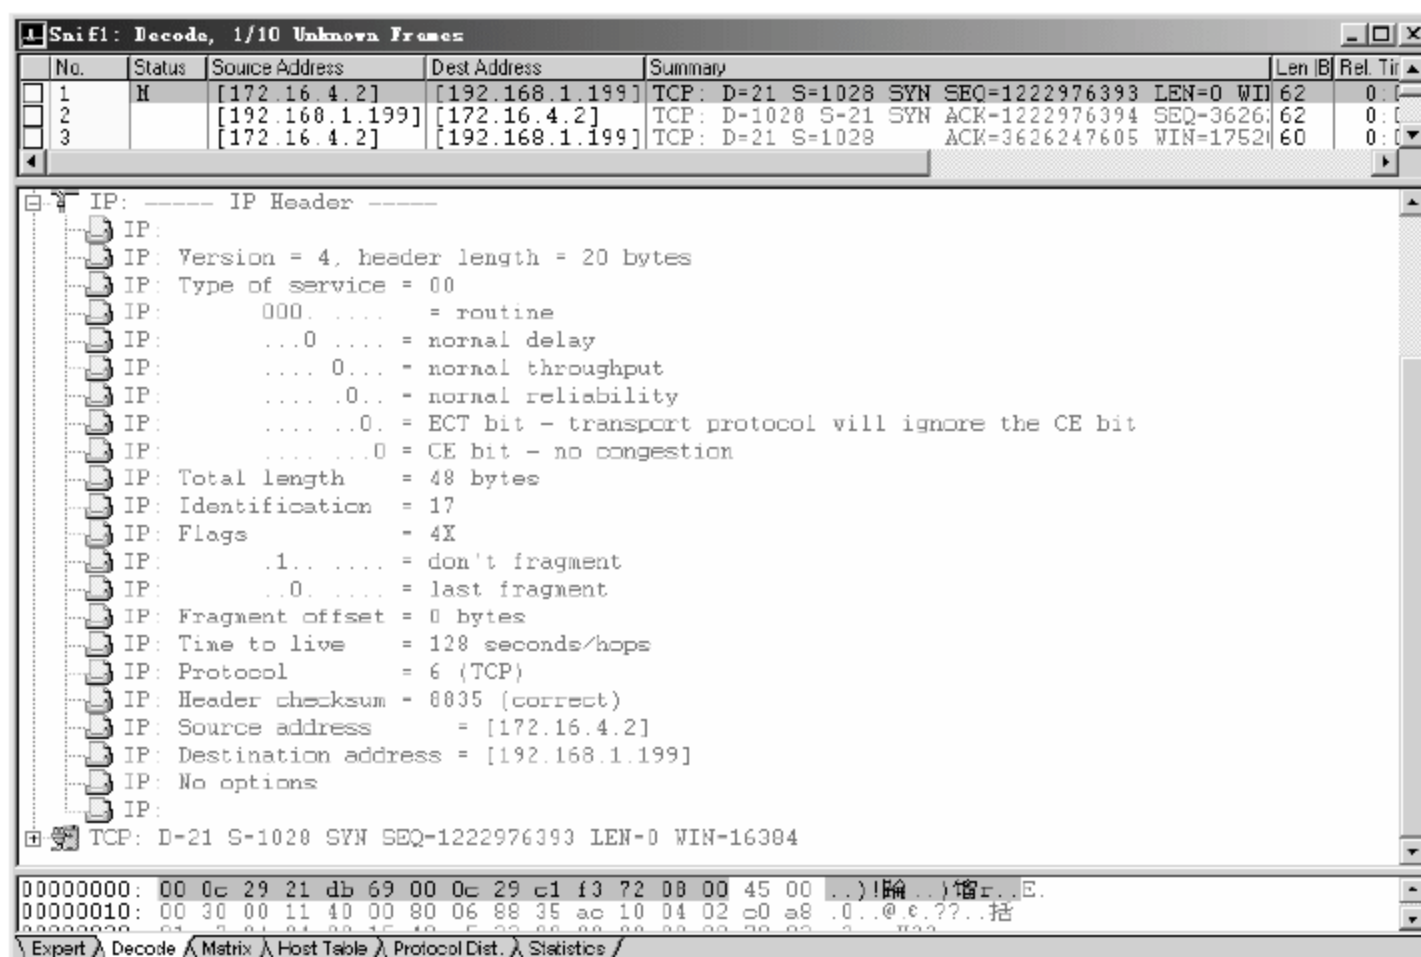 Snif1: Decode, 1/10 Unknown Frames
No. Status Source Address Dest Address Summary Len (B Rel. Tir
1 M [172.16.4.2] [192.168.1.199] TCP: D=21 S=1028 SYN SEQ=1222976393 LEN=0 WI 62 0:
2 [192.168.1.199] [172.16.4.2] TCP: D=1028 S=21 SYN ACK=1222976394 SEQ=3626 62 0:
3 [172.16.4.2] [192.168.1.199] TCP: D=21 S=1028 ACK=3626247605 WIN=1752 60 0:
IP: ----- IP Header -----
IP:
IP: Version = 4, header length = 20 bytes
IP: Type of service = 00
IP: 000. .... = routine
IP: ...0 .... = normal delay
IP: .... 0... = normal throughput
IP: .... .0.. = normal reliability
IP: .... ..0. = ECT bit - transport protocol will ignore the CE bit
IP: .... ...0 = CE bit - no congestion
IP: Total length = 48 bytes
IP: Identification = 17
IP: Flags = 4X
IP: .1.. .... = don't fragment
IP: ..0. .... = last fragment
IP: Fragment offset = 0 bytes
IP: Time to live = 128 seconds/hops
IP: Protocol = 6 (TCP)
IP: Header checksum = 8835 (correct)
IP: Source address = [172.16.4.2]
IP: Destination address = [192.168.1.199]
IP: No options
IP:
TCP: D=21 S=1028 SYN SEQ=1222976393 LEN=0 WIN=16384
00000000: 00 0c 29 21 db 69 00 0c 29 c1 f3 72 08 00 45 00 ..)! ..) r...E.
00000010: 00 30 00 11 40 00 80 06 88 35 ac 10 04 02 c0 a8 .0..@.€.??..括
Expert Decode Matrix Host Table Protocol Dist. Statistics